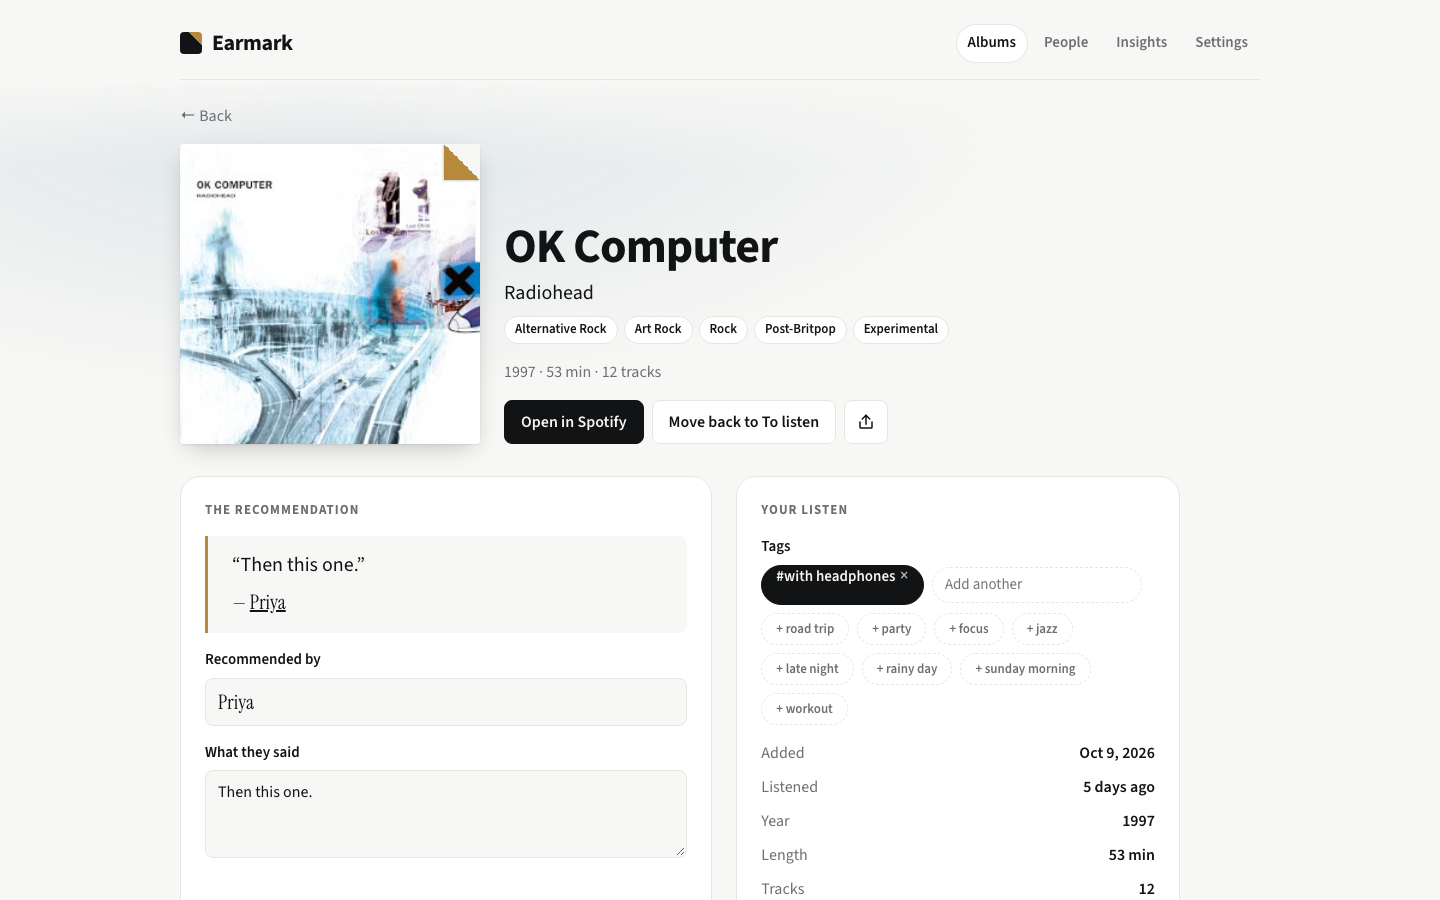 Earmark
Albums People Insights Settings
← Back
OK COMPUTER
RADIOHEAD
OK Computer
Radiohead
Alternative Rock Art Rock Rock Post-Britpop Experimental
1997 · 53 min · 12 tracks
Open in Spotify Move back to To listen
THE RECOMMENDATION
“Then this one.”
– Priya
Recommended by
Priya
What they said
Then this one.
YOUR LISTEN
Tags
#with headphones × Add another
+ road trip + party + focus + jazz
+ late night + rainy day + sunday morning
+ workout
Added Oct 9, 2026
Listened 5 days ago
Year 1997
Length 53 min
Tracks 12